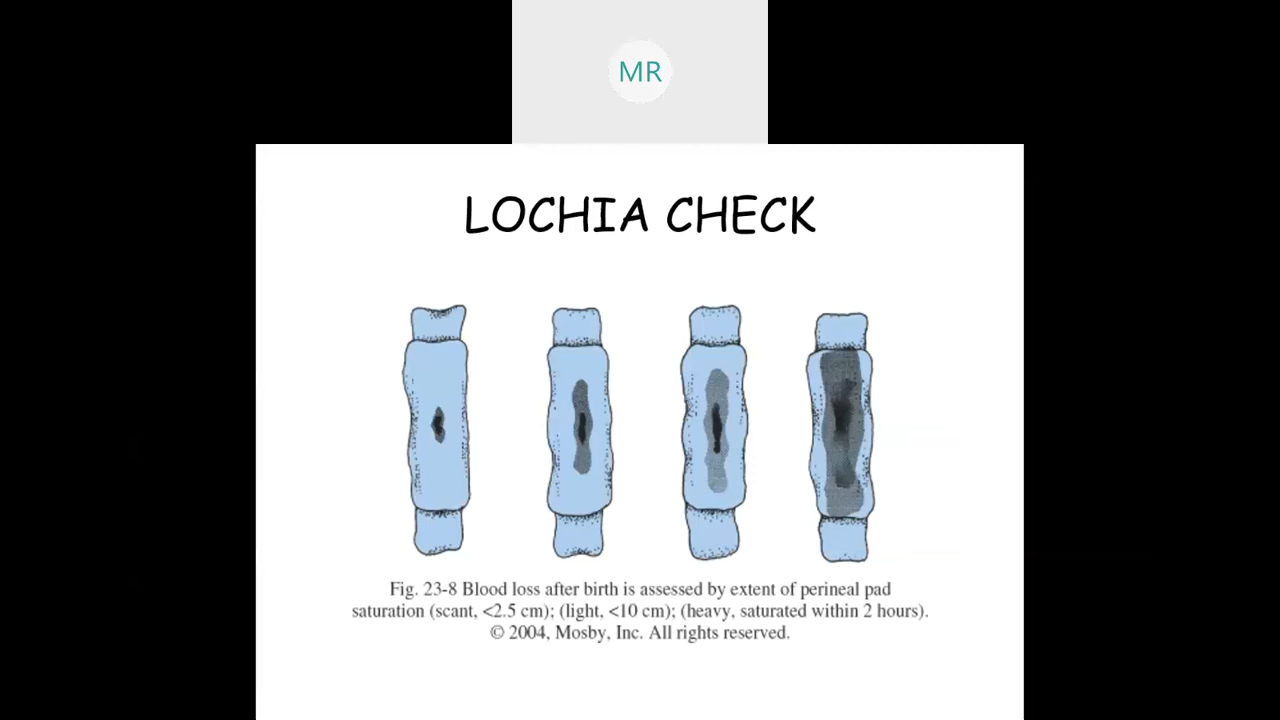 MR
LOCHIA CHECK
Fig. 23-8 Blood loss after birth is assessed by extent of perineal pad
saturation (scant, <2.5 cm); (light, <10 cm); (heavy, saturated within 2 hours).
© 2004, Mosby, Inc. All rights reserved.